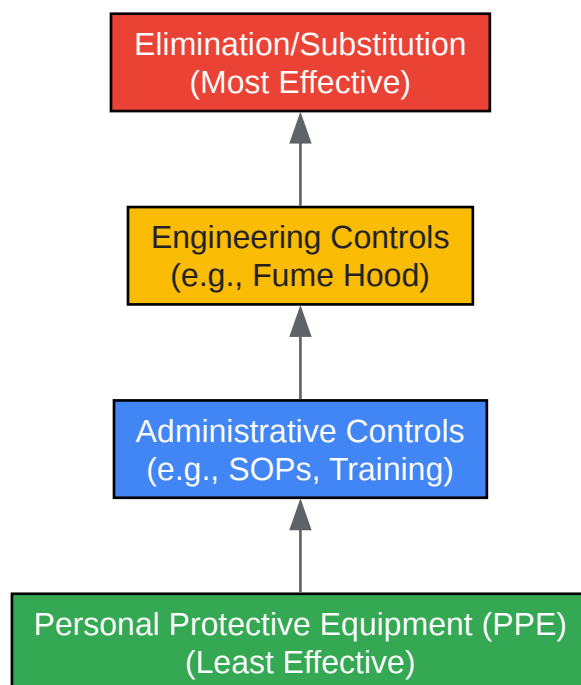 Elimination/Substitution
(Most Effective)
Engineering Controls
(e.g., Fume Hood)
Administrative Controls
(e.g., SOPs, Training)
Personal Protective Equipment (PPE)
(Least Effective)